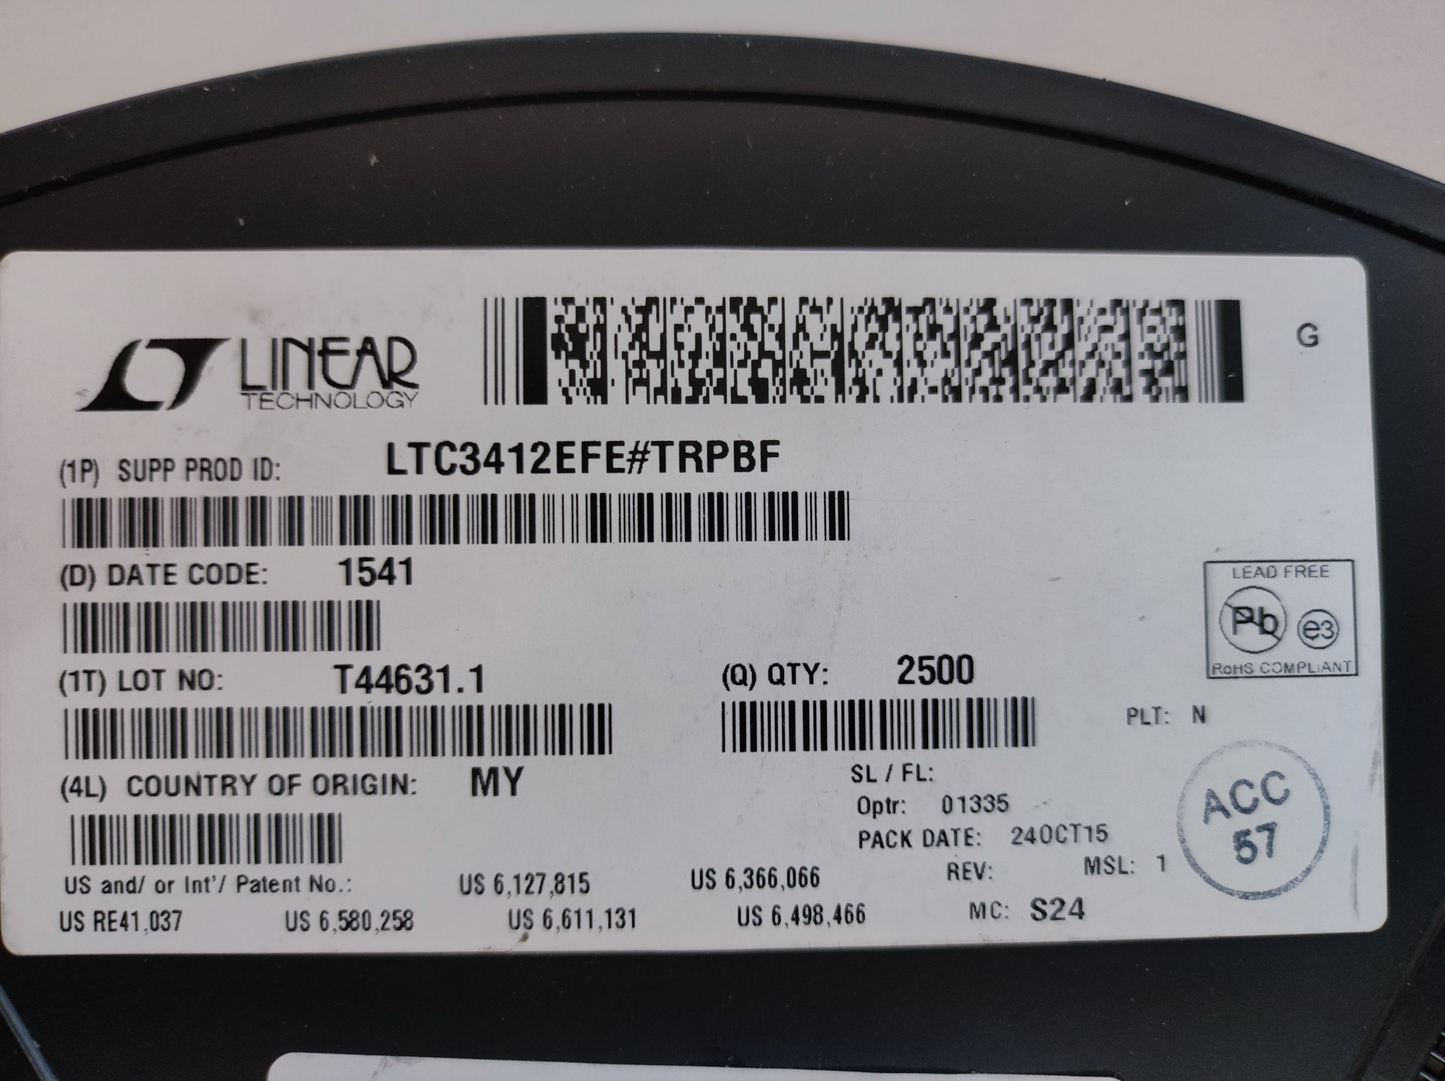 LINEAR
TECHNOLOGY
G
(1P) SUPP PROD ID: LTC3412EFE#TRPBF
(D) DATE CODE: 1541
LEAD FREE
Pb e3
RoHS COMPLIANT
(1T) LOT NO: T44631.1 (Q) QTY: 2500
PLT: N
(4L) COUNTRY OF ORIGIN: MY
SL / FL:
Optr: 01335
PACK DATE: 24OCT15
ACC
57
US and/ or Int'/ Patent No.: US 6,127,815 US 6,366,066 REV: MSL: 1
US RE41,037 US 6,580,258 US 6,611,131 US 6,498,466 MC: S24